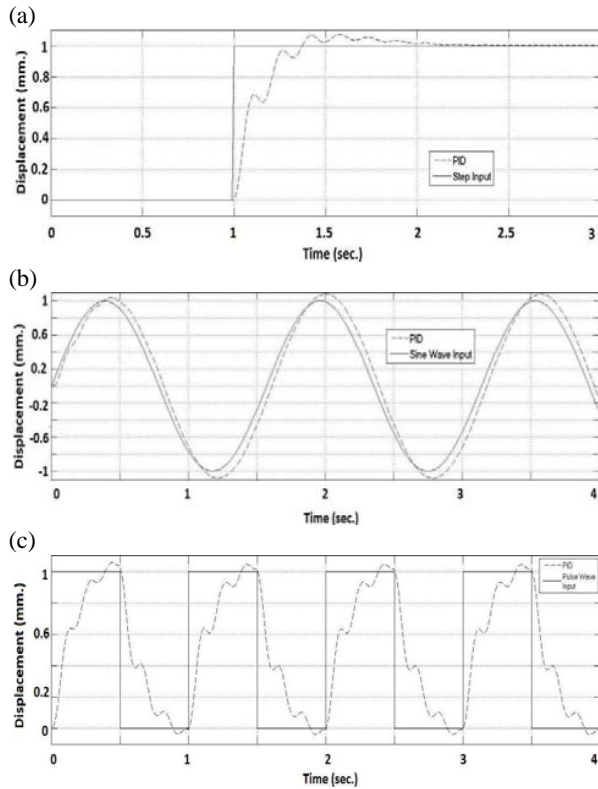 (a)
Displacement (mm.)
1
0.8
0.6
0.4
0.2
0
PID
Step Input
0 0.5 1 1.5 2 2.5 3
Time (sec.)
(b)
Displacement (mm.)
1
0.6
0.2
-0.2
-0.6
-1
PID
Sine Wave Input
0 1 2 3 4
Time (sec.)
(c)
Displacement (mm.)
1
0.6
0.2
0
PID
Pulse Wave
Input
0 1 2 3 4
Time (sec.)